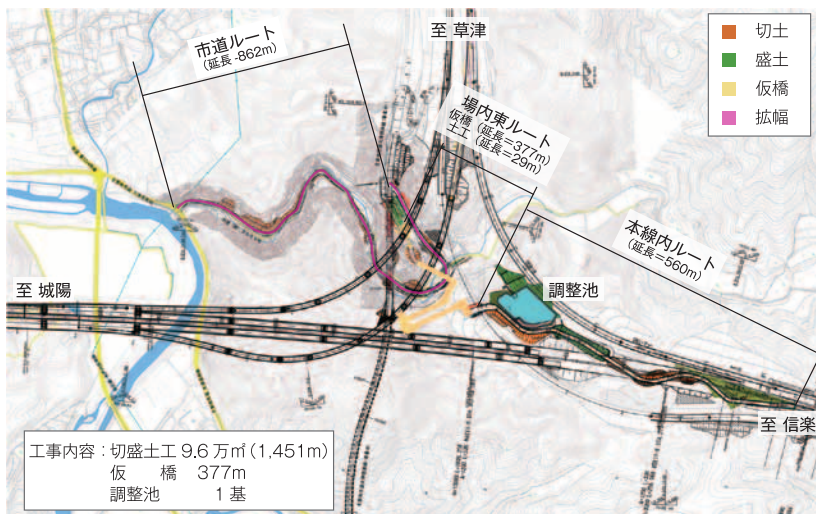 市道ルート
(延長-862m)
至 草津
切土
盛土
仮橋
拡幅
場内東ルート
仮橋(延長=377m)
土工(延長=29m)
本線内ルート
(延長=560m)
至 城陽
調整池
至 信楽
工事内容：切盛土工 9.6万㎥(1,451m)
仮　橋　377m
調整池　1基